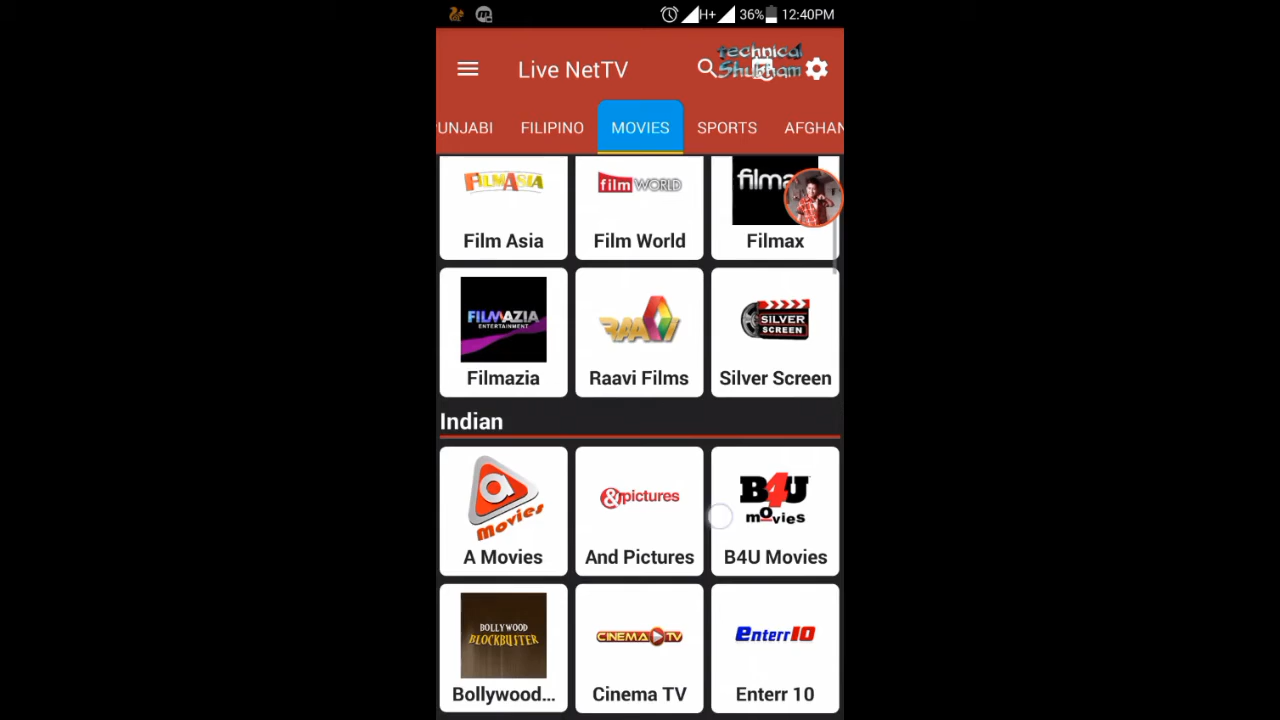 H+ 36% 12:40PM
Live NetTV
technical
Shubham
UNJABI FILIPINO MOVIES SPORTS AFGHAN
FILMASIA
film WORLD
filma
Film Asia
Film World
Filmax
FILMAZIA
ENTERTAINMENT
RAAVI
SILVER
SCREEN
Filmazia
Raavi Films
Silver Screen
Indian
a
movies
&pictures
B4U
movies
A Movies
And Pictures
B4U Movies
BOLLYWOOD
BLOCKBUSTER
CINEMA TV
Enterr10
Bollywood...
Cinema TV
Enterr 10